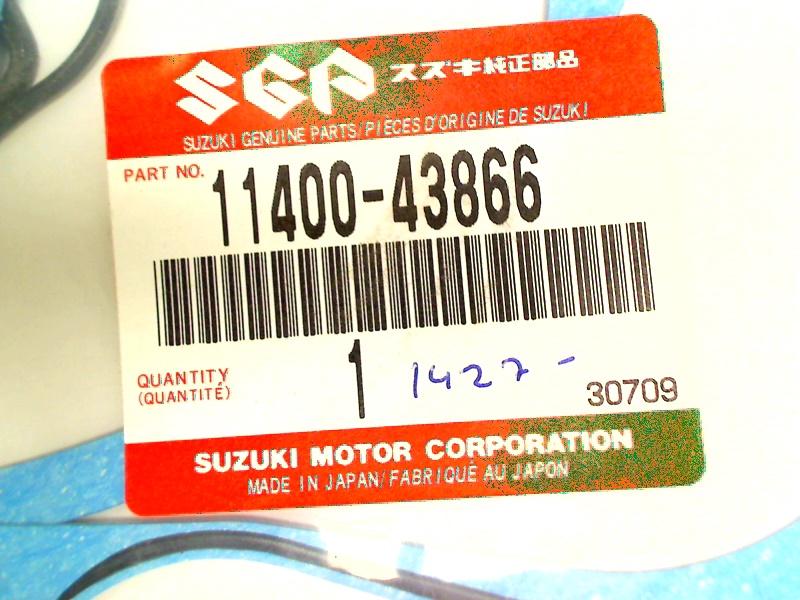 SGP スズキ純正部品
SUZUKI GENUINE PARTS/PIECES D'ORIGINE DE SUZUKI
PART NO. 11400-43866
QUANTITY
(QUANTITÉ)
1
1427-
30709
SUZUKI MOTOR CORPORATION
MADE IN JAPAN/FABRIQUÉ AU JAPON